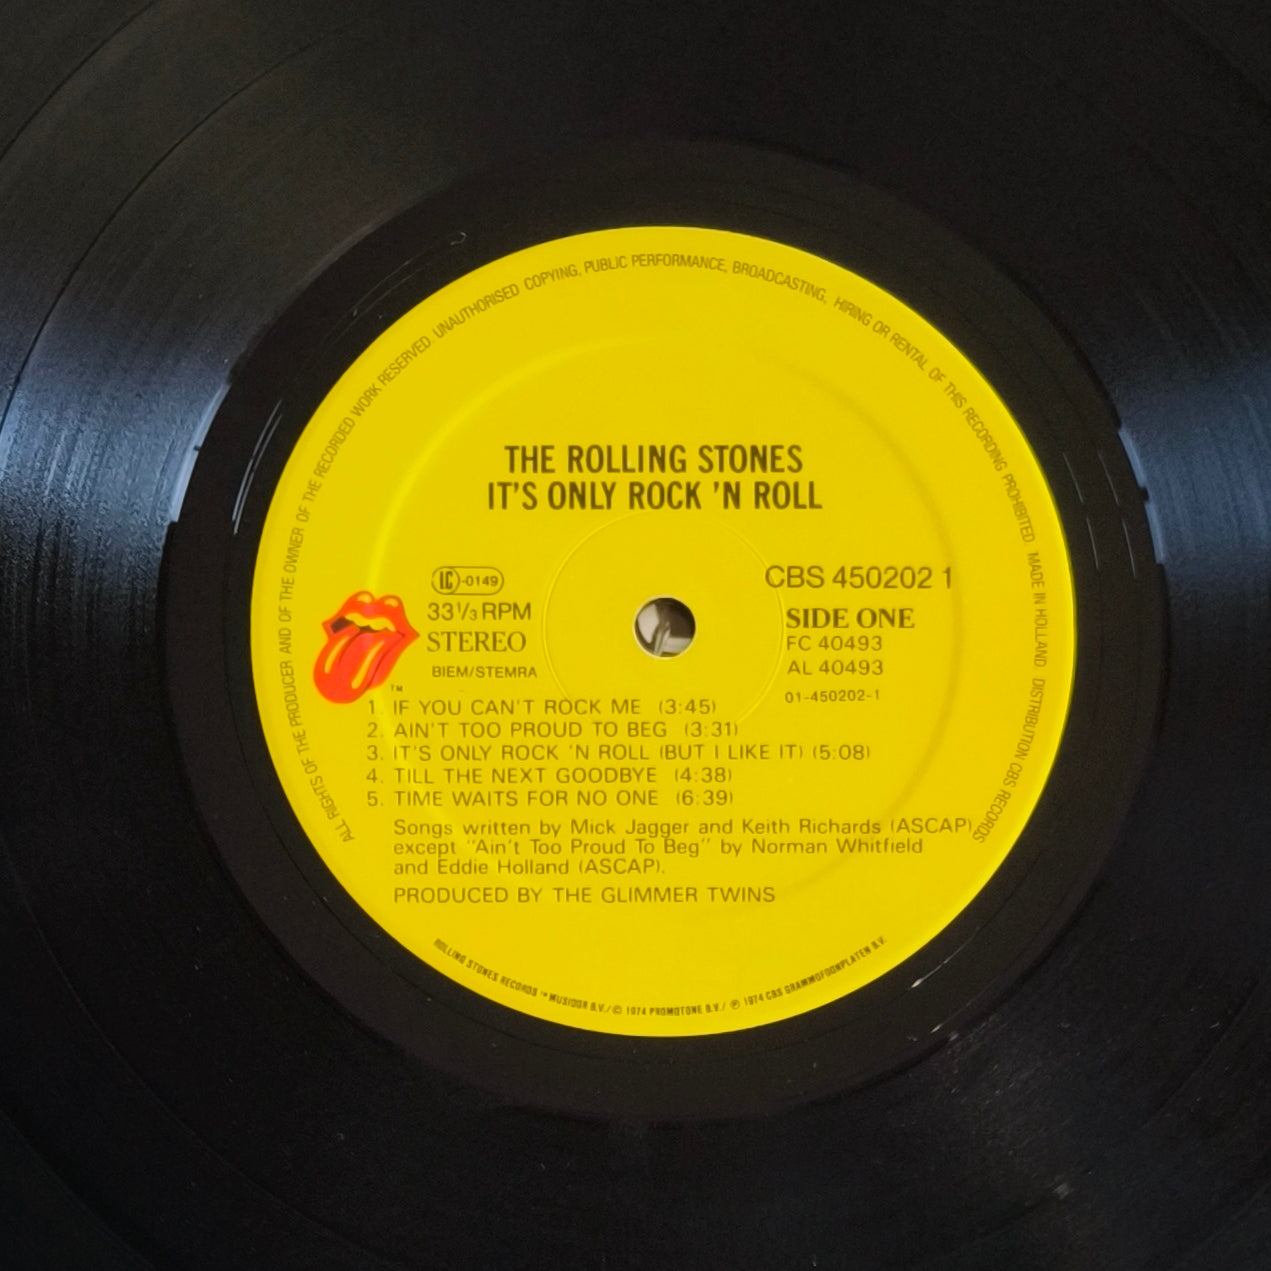 ALL RIGHTS OF THE PRODUCER AND OF THE OWNER OF THE RECORDED WORK RESERVED UNAUTHORISED COPYING, PUBLIC PERFORMANCE, BROADCASTING, HIRING OR RENTAL OF THIS RECORDING PROHIBITED. MADE IN HOLLAND. DISTRIBUTION CBS RECORDS
THE ROLLING STONES
IT'S ONLY ROCK 'N ROLL
LC-0149
33 1/3 RPM
STEREO
BIEM/STEMRA
CBS 450202 1
SIDE ONE
FC 40493
AL 40493
01-450202-1
TM
1. IF YOU CAN'T ROCK ME (3:45)
2. AIN'T TOO PROUD TO BEG (3:31)
3. IT'S ONLY ROCK 'N ROLL (BUT I LIKE IT) (5:08)
4. TILL THE NEXT GOODBYE (4:38)
5. TIME WAITS FOR NO ONE (6:39)
Songs written by Mick Jagger and Keith Richards (ASCAP),
except "Ain't Too Proud To Beg" by Norman Whitfield
and Eddie Holland (ASCAP).
PRODUCED BY THE GLIMMER TWINS
ROLLING STONES RECORDS ™ MUSIDOR B.V./© 1974 PROMOTONE B.V./ ℗ 1974 CBS GRAMMOFOONPLATEN B.V.